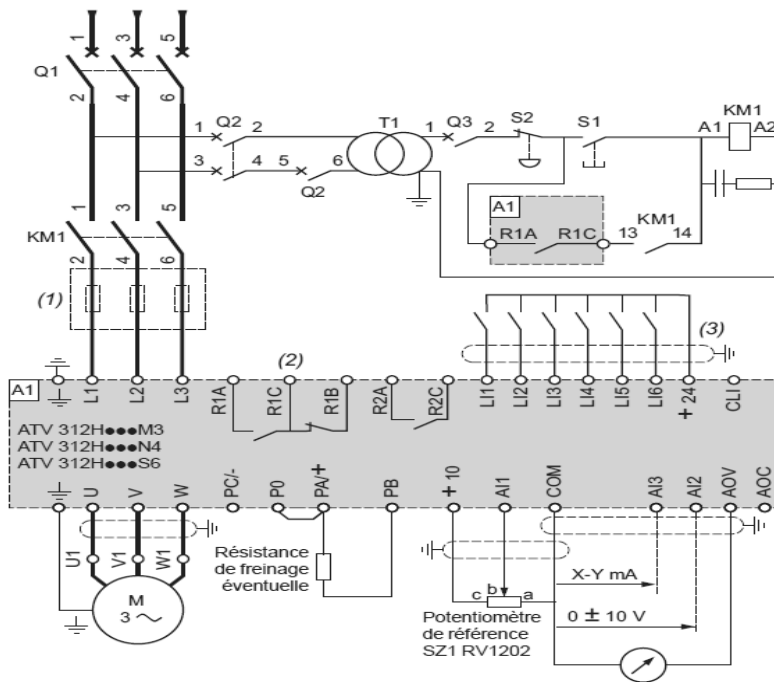 1 3 5
Q1
2 4 6
1 Q2 2
T1
1 Q3 2
S2
S1
KM1
A1 A2
3 4 5 6
Q2
1 3 5
KM1
2 4 6
A1
R1A R1C
KM1
13 14
(1)
(2)
(3)
A1
L1 L2 L3 R1A R1C R1B R2A R2C LI1 LI2 LI3 LI4 LI5 LI6 + 24 CLI
ATV 312H●●●M3
ATV 312H●●●N4
ATV 312H●●●S6
U V W PC/- P0 PA/+ PB + 10 AI1 COM AI3 AI2 AOV AOC
U1 V1 W1
M
3 ~
Résistance
de freinage
éventuelle
c b a
Potentiomètre
de référence
SZ1 RV1202
X-Y mA
0 ± 10 V